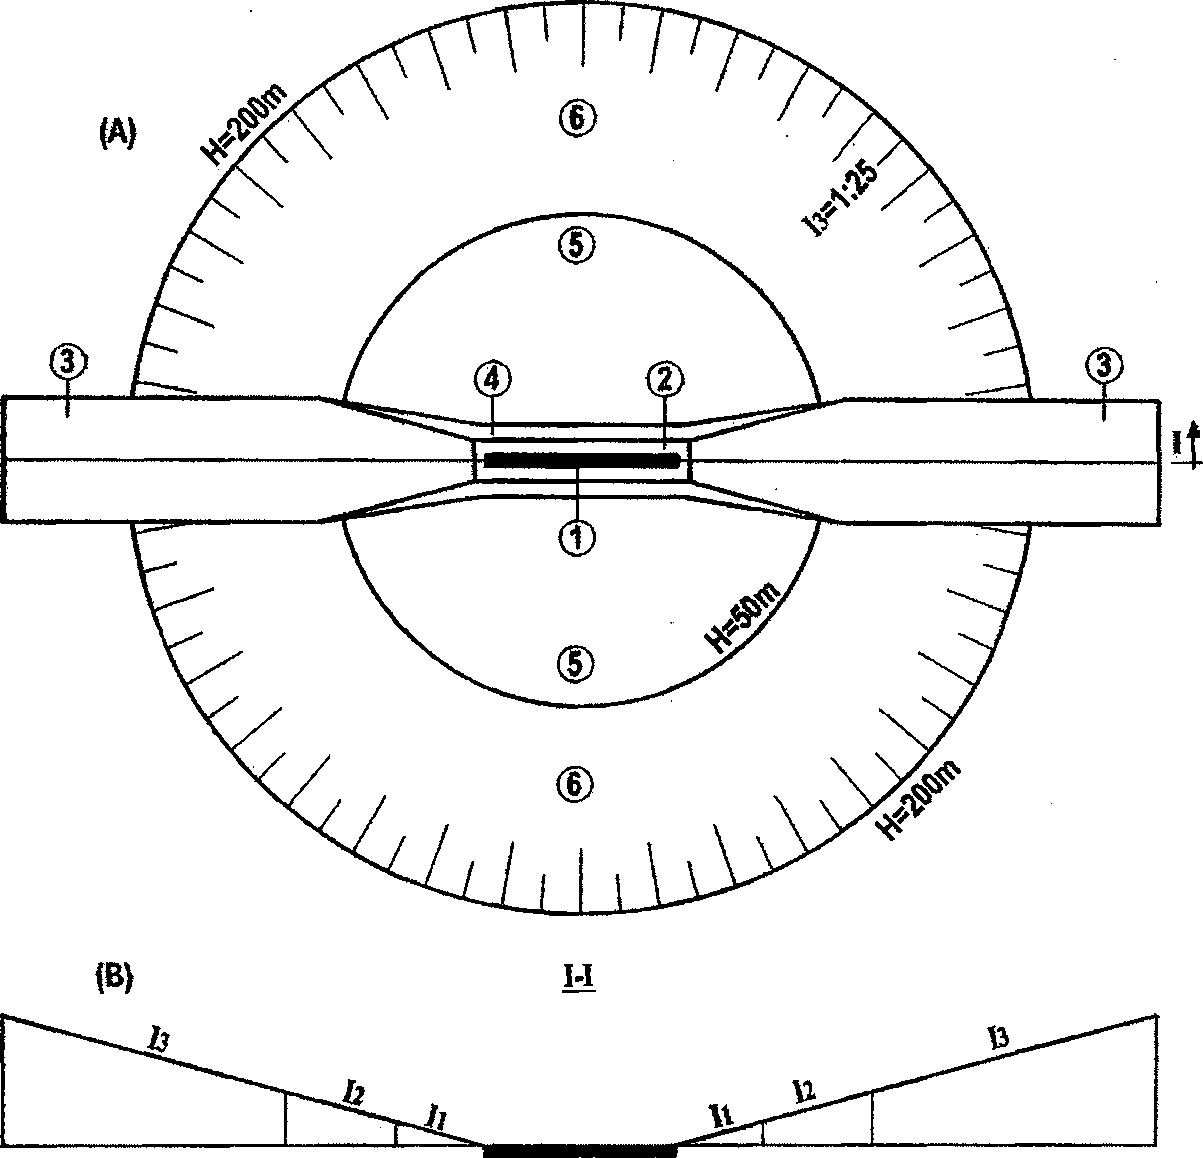 (A)
H=200m
⑥
I3=1:25
⑤
③
④
②
③
I
①
H=50m
⑤
⑥
H=200m
(B)
I-I
I3
I2
I1
I1
I2
I3